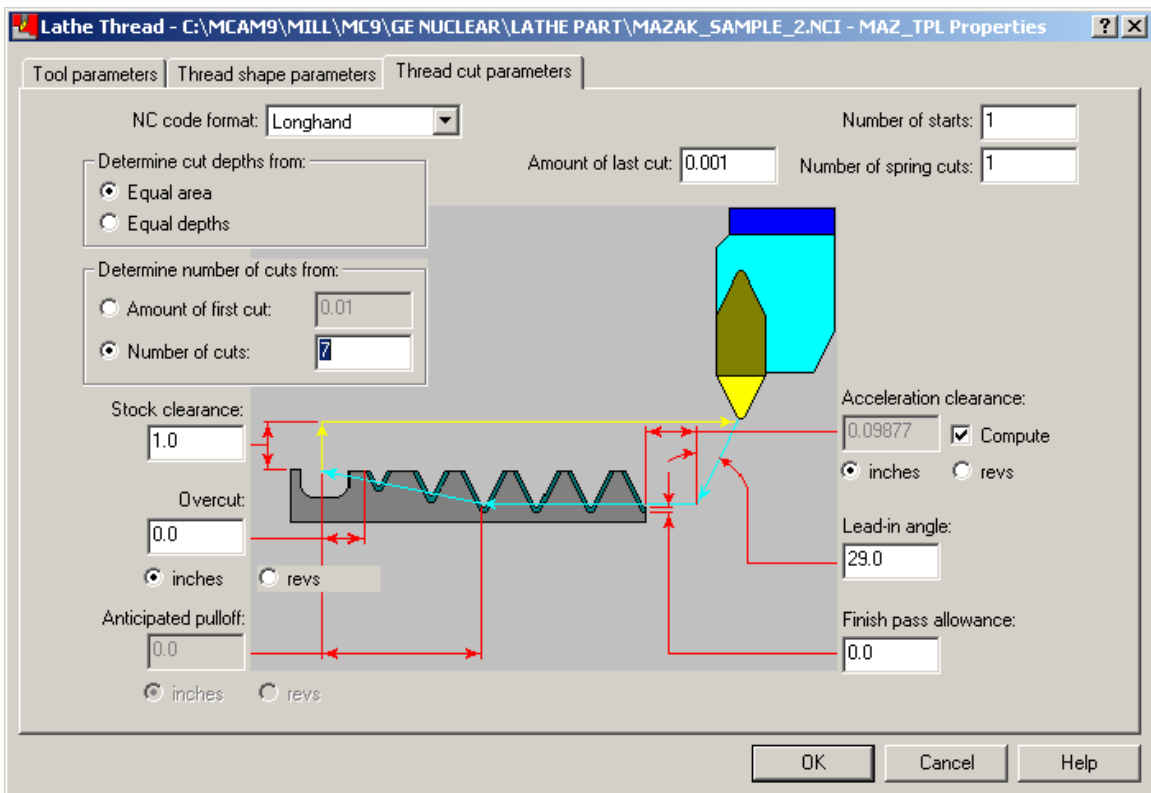 Lathe Thread - C:\MCAM9\MILL\MC9\GE NUCLEAR\LATHE PART\MAZAK_SAMPLE_2.NCI - MAZ_TPL Properties
Tool parameters Thread shape parameters Thread cut parameters
NC code format: Longhand
Number of starts: 1
Determine cut depths from:
Amount of last cut: 0.001
Number of spring cuts: 1
Equal area
Equal depths
Determine number of cuts from:
Amount of first cut: 0.01
Number of cuts: 7
Stock clearance:
1.0
Acceleration clearance:
0.09877 Compute
inches revs
Overcut:
0.0
inches revs
Lead-in angle:
29.0
Anticipated pulloff:
0.0
inches revs
Finish pass allowance:
0.0
OK Cancel Help